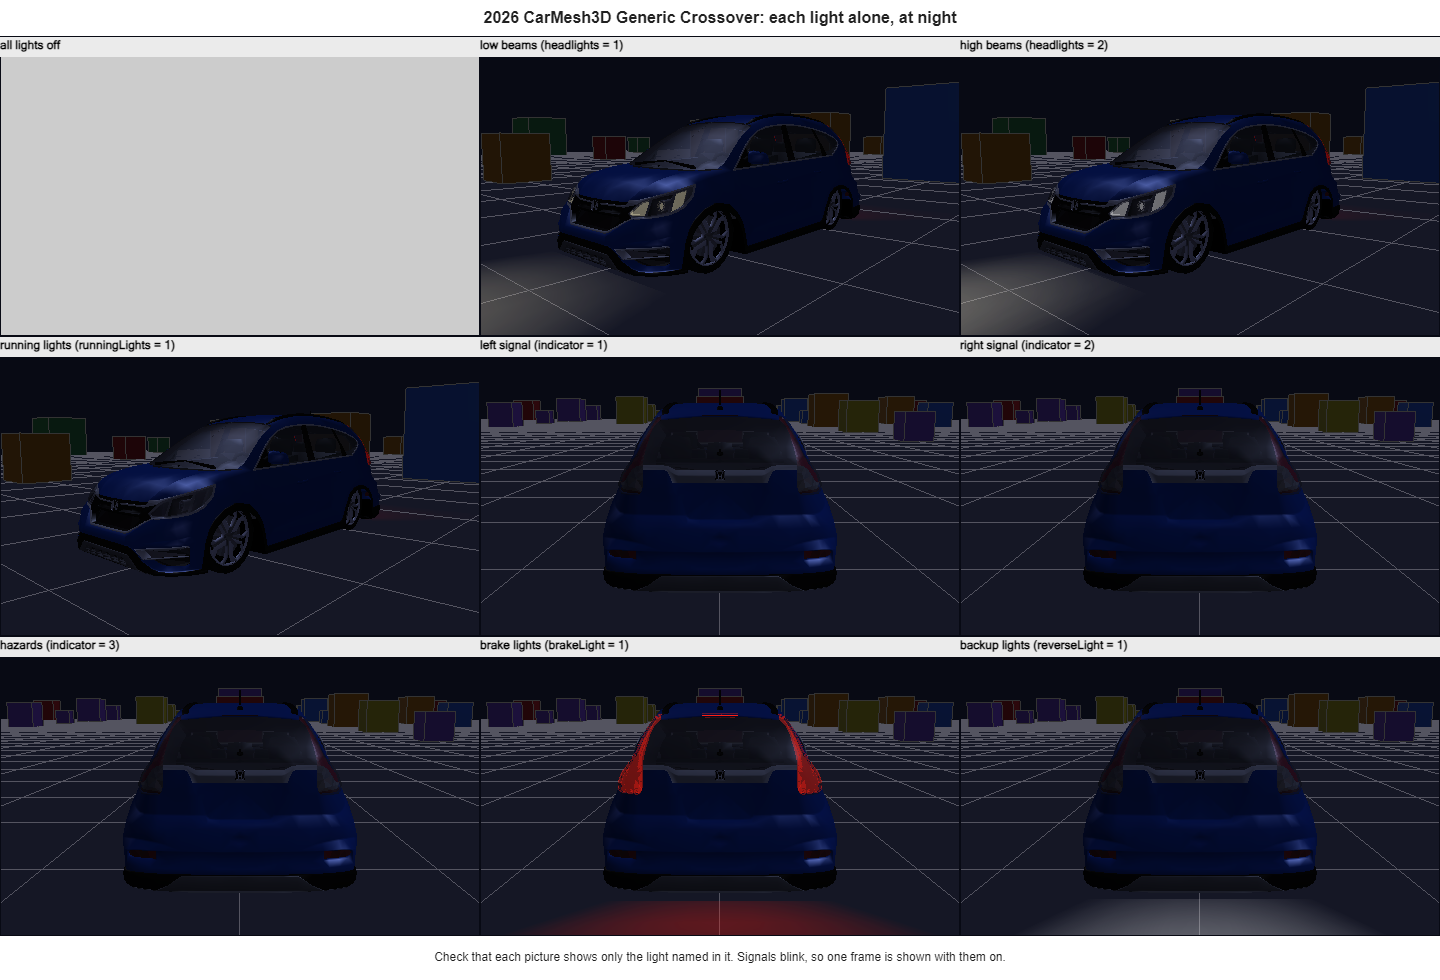 2026 CarMesh3D Generic Crossover: each light alone, at night
all lights off
low beams (headlights = 1)
high beams (headlights = 2)
running lights (runningLights = 1)
left signal (indicator = 1)
right signal (indicator = 2)
hazards (indicator = 3)
brake lights (brakeLight = 1)
backup lights (reverseLight = 1)
Check that each picture shows only the light named in it. Signals blink, so one frame is shown with them on.